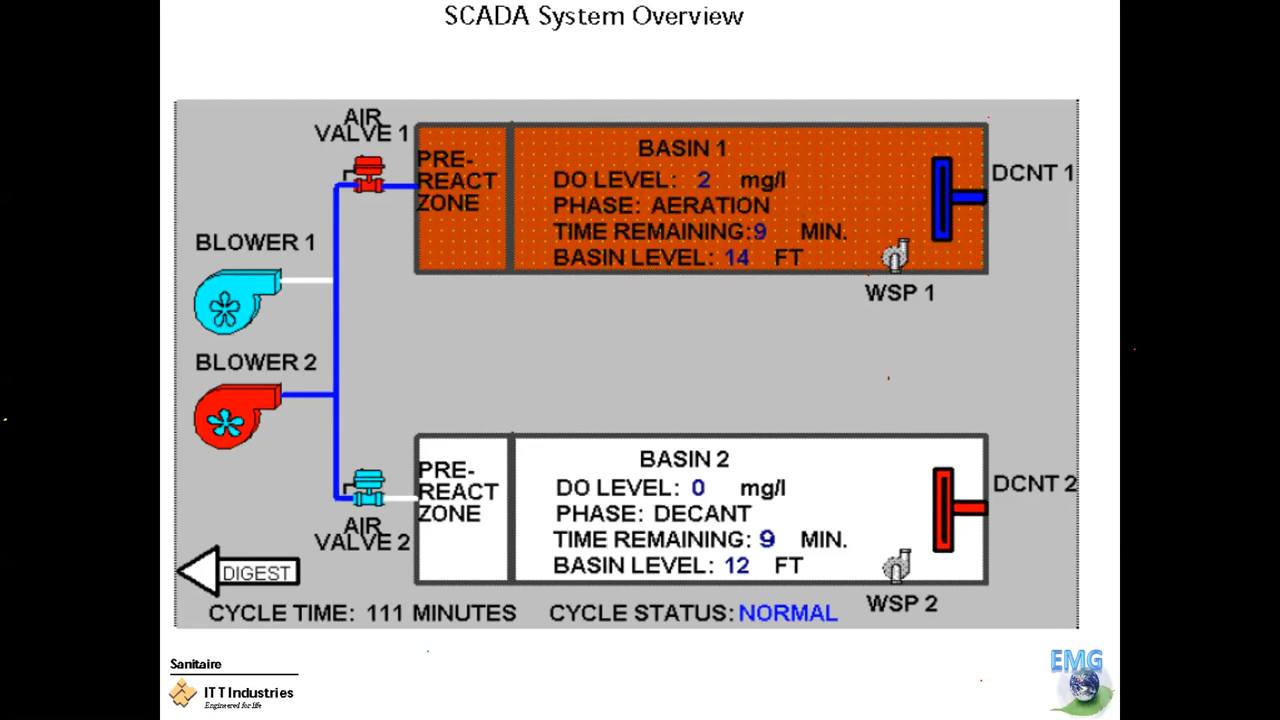 SCADA System Overview
AIR
VALVE 1
PRE-
REACT
ZONE
BASIN 1
DO LEVEL: 2 mg/l
PHASE: AERATION
TIME REMAINING:9 MIN.
BASIN LEVEL: 14 FT
DCNT 1
WSP 1
BLOWER 1
BLOWER 2
AIR
VALVE 2
PRE-
REACT
ZONE
BASIN 2
DO LEVEL: 0 mg/l
PHASE: DECANT
TIME REMAINING: 9 MIN.
BASIN LEVEL: 12 FT
DCNT 2
WSP 2
DIGEST
CYCLE TIME: 111 MINUTES CYCLE STATUS: NORMAL
Sanitaire
ITT Industries
Engineered for life
EMG